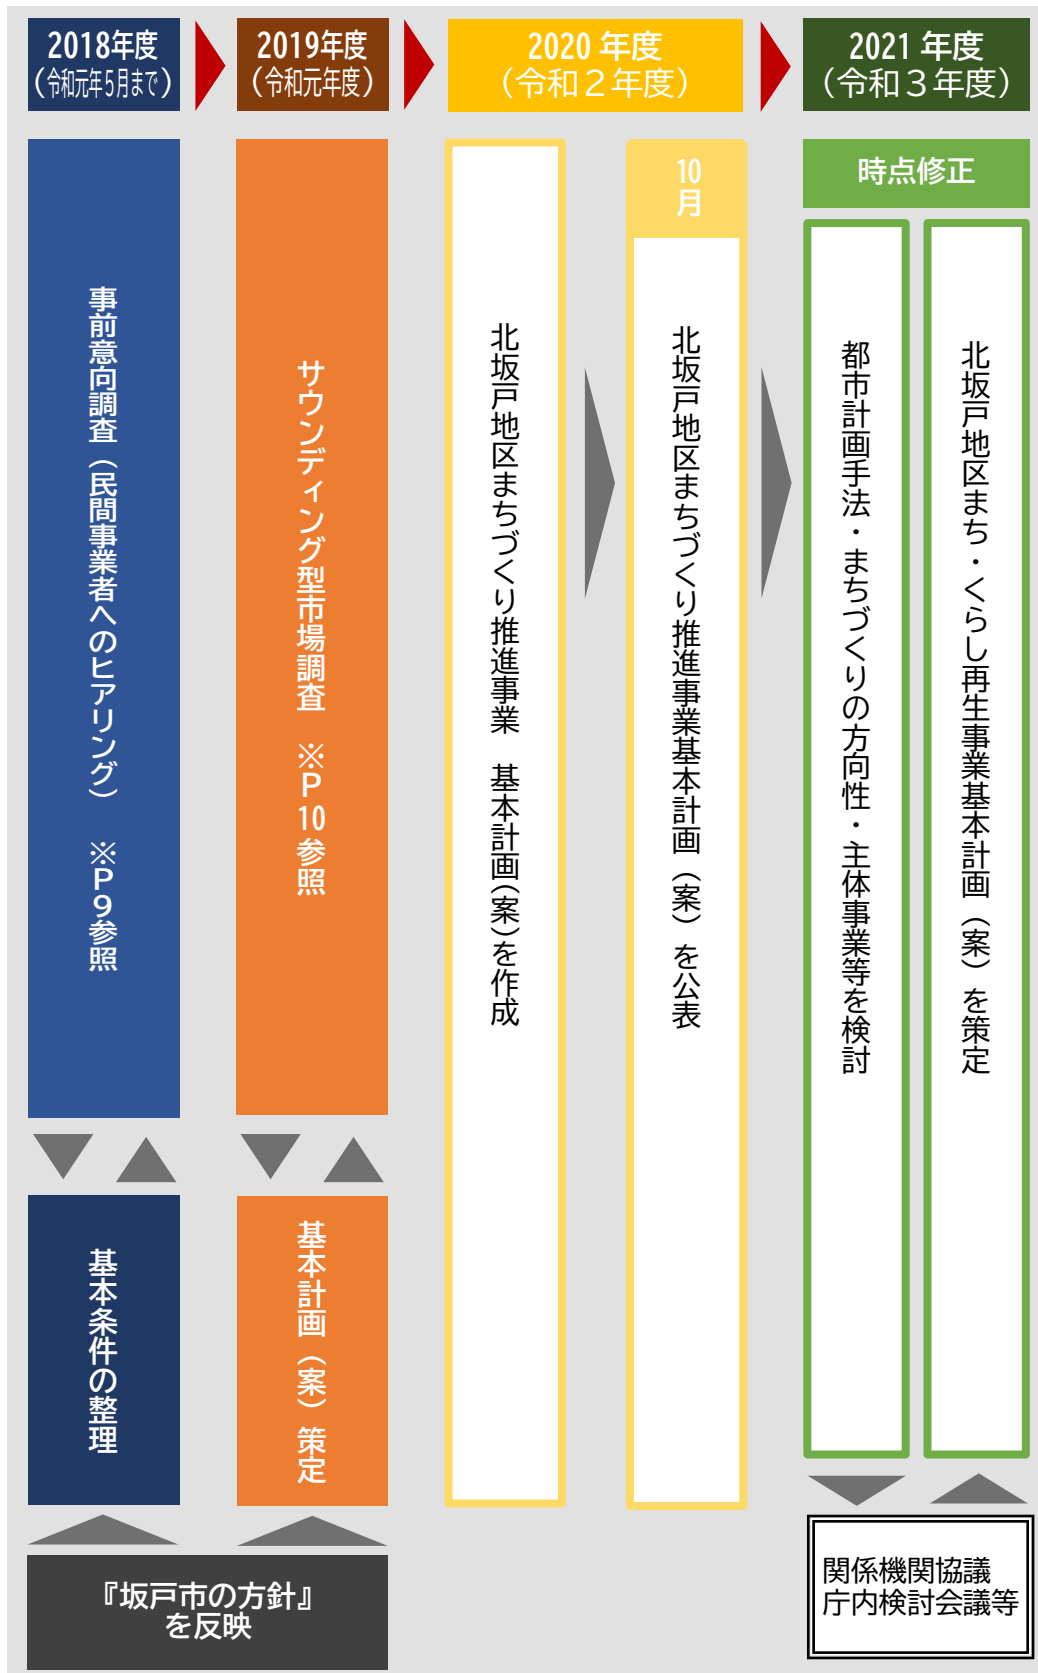 2018年度
（令和元年５月まで）
2019年度
（令和元年度）
2020 年度
（令和２年度）
2021 年度
（令和３年度）
事前意向調査（民間事業者へのヒアリング）　※Ｐ９参照
基本条件の整理
サウンディング型市場調査　※Ｐ10参照
基本計画（案）策定
『坂戸市の方針』
を反映
北坂戸地区まちづくり推進事業　基本計画（案）を作成
10
月
北坂戸地区まちづくり推進事業基本計画（案）を公表
時点修正
都市計画手法・まちづくりの方向性・主体事業等を検討
北坂戸地区まち・くらし再生事業基本計画（案）を策定
関係機関協議
庁内検討会議等